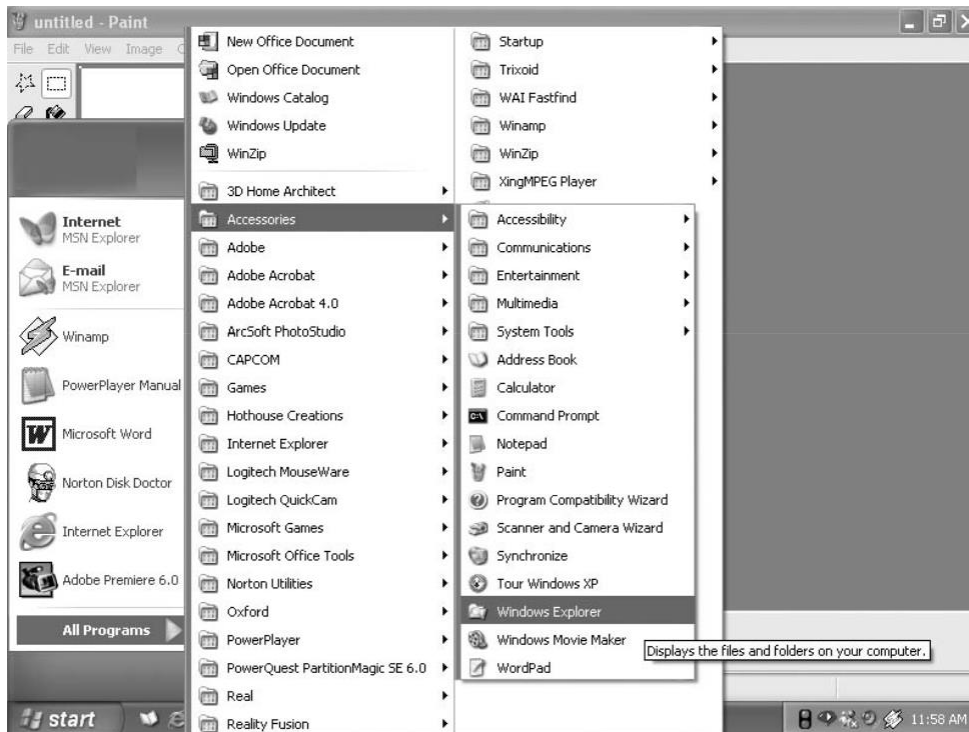 untitled - Paint
File Edit View Image
Internet
MSN Explorer
E-mail
MSN Explorer
Winamp
PowerPlayer Manual
Microsoft Word
Norton Disk Doctor
Internet Explorer
Adobe Premiere 6.0
All Programs
start
New Office Document
Open Office Document
Windows Catalog
Windows Update
WinZip
3D Home Architect
Accessories
Adobe
Adobe Acrobat
Adobe Acrobat 4.0
ArcSoft PhotoStudio
CAPCOM
Games
Hothouse Creations
Internet Explorer
Logitech MouseWare
Logitech QuickCam
Microsoft Games
Microsoft Office Tools
Norton Utilities
Oxford
PowerPlayer
PowerQuest PartitionMagic SE 6.0
Real
Reality Fusion
Startup
Trixoid
WAI Fastfind
Winamp
WinZip
XingMPEG Player
Accessibility
Communications
Entertainment
Multimedia
System Tools
Address Book
Calculator
Command Prompt
Notepad
Paint
Program Compatibility Wizard
Scanner and Camera Wizard
Synchronize
Tour Windows XP
Windows Explorer
Windows Movie Maker
WordPad
Displays the files and folders on your computer.
11:58 AM